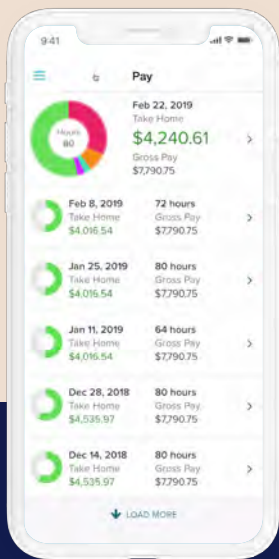 9:41
Pay
Feb 22, 2019
Take Home
$4,240.61
Gross Pay
$7,790.75
Hours
80
Feb 8, 2019 72 hours
Take Home Gross Pay
$4,016.54 $7,790.75
Jan 25, 2019 80 hours
Take Home Gross Pay
$4,016.54 $7,790.75
Jan 11, 2019 64 hours
Take Home Gross Pay
$4,016.54 $7,790.75
Dec 28, 2018 80 hours
Take Home Gross Pay
$4,535.97 $7,790.75
Dec 14, 2018 80 hours
Take Home Gross Pay
$4,535.97 $7,790.75
LOAD MORE